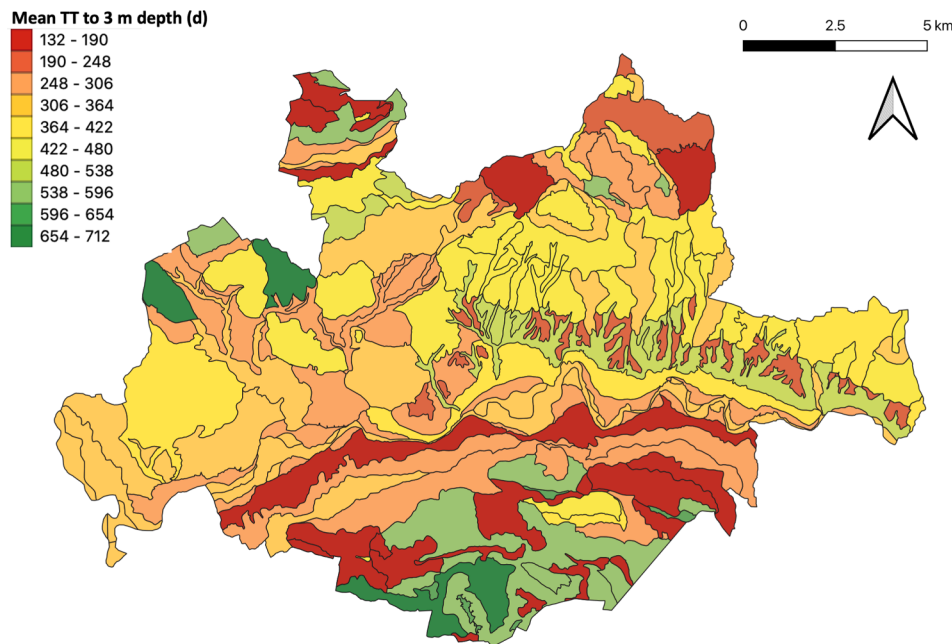 Mean TT to 3 m depth (d)
132 - 190
190 - 248
248 - 306
306 - 364
364 - 422
422 - 480
480 - 538
538 - 596
596 - 654
654 - 712
0 2.5 5 km